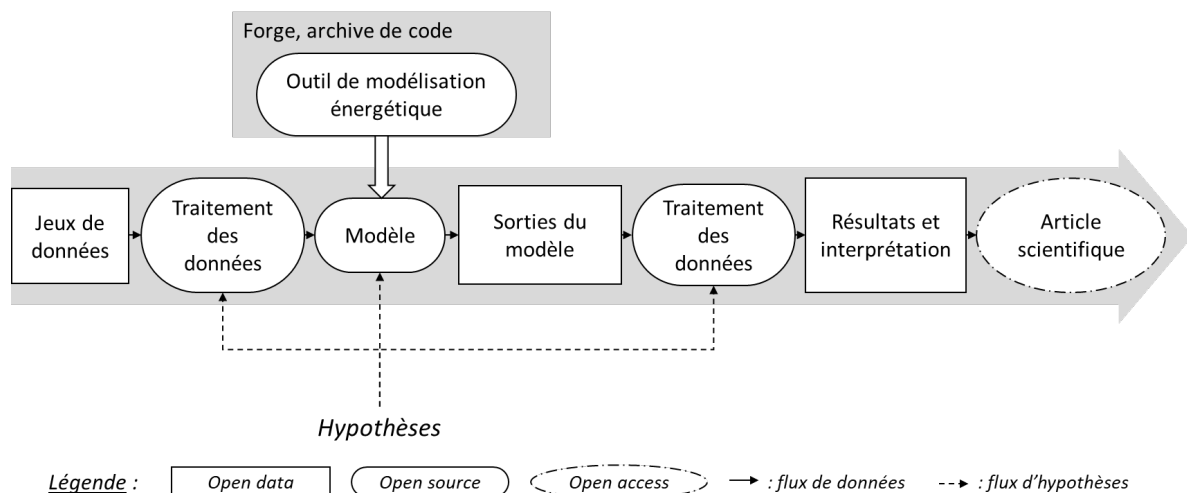 Forge, archive de code
Outil de modélisation
énergétique
Jeux de
données
Traitement
des
données
Modèle
Sorties du
modèle
Traitement
des
données
Résultats et
interprétation
Article
scientifique
Hypothèses
Légende :
Open data
Open source
Open access
: flux de données
: flux d'hypothèses